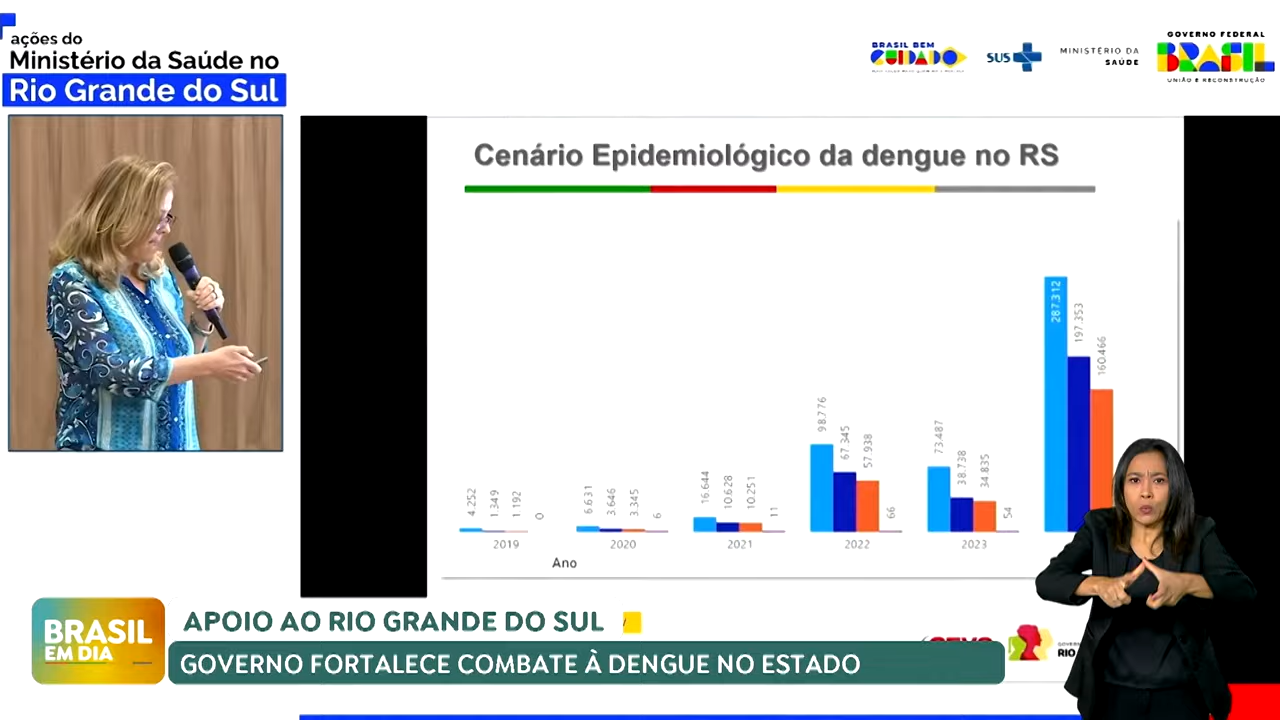 ações do
Ministério da Saúde no
Rio Grande do Sul
BRASIL BEM
CUIDADO
SUS
MINISTÉRIO DA
SAÚDE
GOVERNO FEDERAL
BRASIL
UNIÃO E RECONSTRUÇÃO
Cenário Epidemiológico da dengue no RS
4.252
1.349
1.192
0
6.631
3.646
3.345
6
16.644
10.628
10.251
11
98.776
67.345
57.938
66
73.487
38.738
34.835
54
287.312
197.353
160.466
2019
2020
2021
2022
2023
Ano
BRASIL
EM DIA
APOIO AO RIO GRANDE DO SUL
GOVERNO FORTALECE COMBATE À DENGUE NO ESTADO
RIO